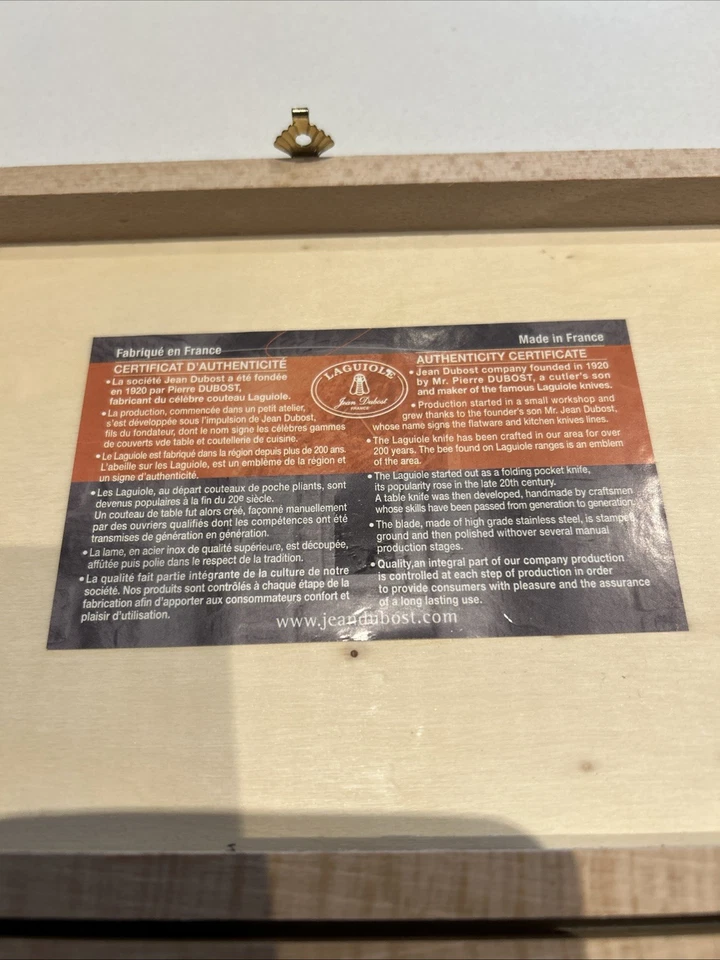 Fabriqué en France
CERTIFICAT D'AUTHENTICITÉ
•La société Jean Dubost a été fondée
en 1920 par Pierre DUBOST,
fabricant du célèbre couteau Laguiole.
•La production, commencée dans un petit atelier,
s'est développée sous l'impulsion de Jean Dubost,
fils du fondateur, dont le nom signe les célèbres gammes
de couverts vde table et coutellerie de cuisine.
•Le Laguiole est fabriqué dans la région depuis plus de 200 ans.
L'abeille sur les Laguiole, est un emblème de la région et
un signe d'authenticité.
•Les Laguiole, au départ couteaux de poche pliants, sont
devenus populaires à la fin du 20e siècle.
Un couteau de table fut alors créé, façonné manuellement
par des ouvriers qualifiés dont les compétences ont été
transmises de génération en génération.
•La lame, en acier inox de qualité supérieure, est découpée,
affûtée puis polie dans le respect de la tradition.
•La qualité fait partie intégrante de la culture de notre
société. Nos produits sont contrôlés à chaque étape de la
fabrication afin d'apporter aux consommateurs confort et
plaisir d'utilisation.
LAGUIOLE
Jean Dubost
FRANCE
Made in France
AUTHENTICITY CERTIFICATE
•Jean Dubost company founded in 1920
by Mr. Pierre DUBOST, a cutler's son
and maker of the famous Laguiole knives.
•Production started in a small workshop and
grew thanks to the founder's son Mr. Jean Dubost,
whose name signs the flatware and kitchen knives lines.
•The Laguiole knife has been crafted in our area for over
200 years. The bee found on Laguiole ranges is an emblem
of the area.
•The Laguiole started out as a folding pocket knife,
its popularity rose in the late 20th century.
A table knife was then developed, handmade by craftsmen
whose skills have been passed from generation to generation.
•The blade, made of high grade stainless steel, is stamped
ground and then polished withover several manual
production stages.
•Quality,an integral part of our company production
is controlled at each step of production in order
to provide consumers with pleasure and the assurance
of a long lasting use.
www.jeandubost.com